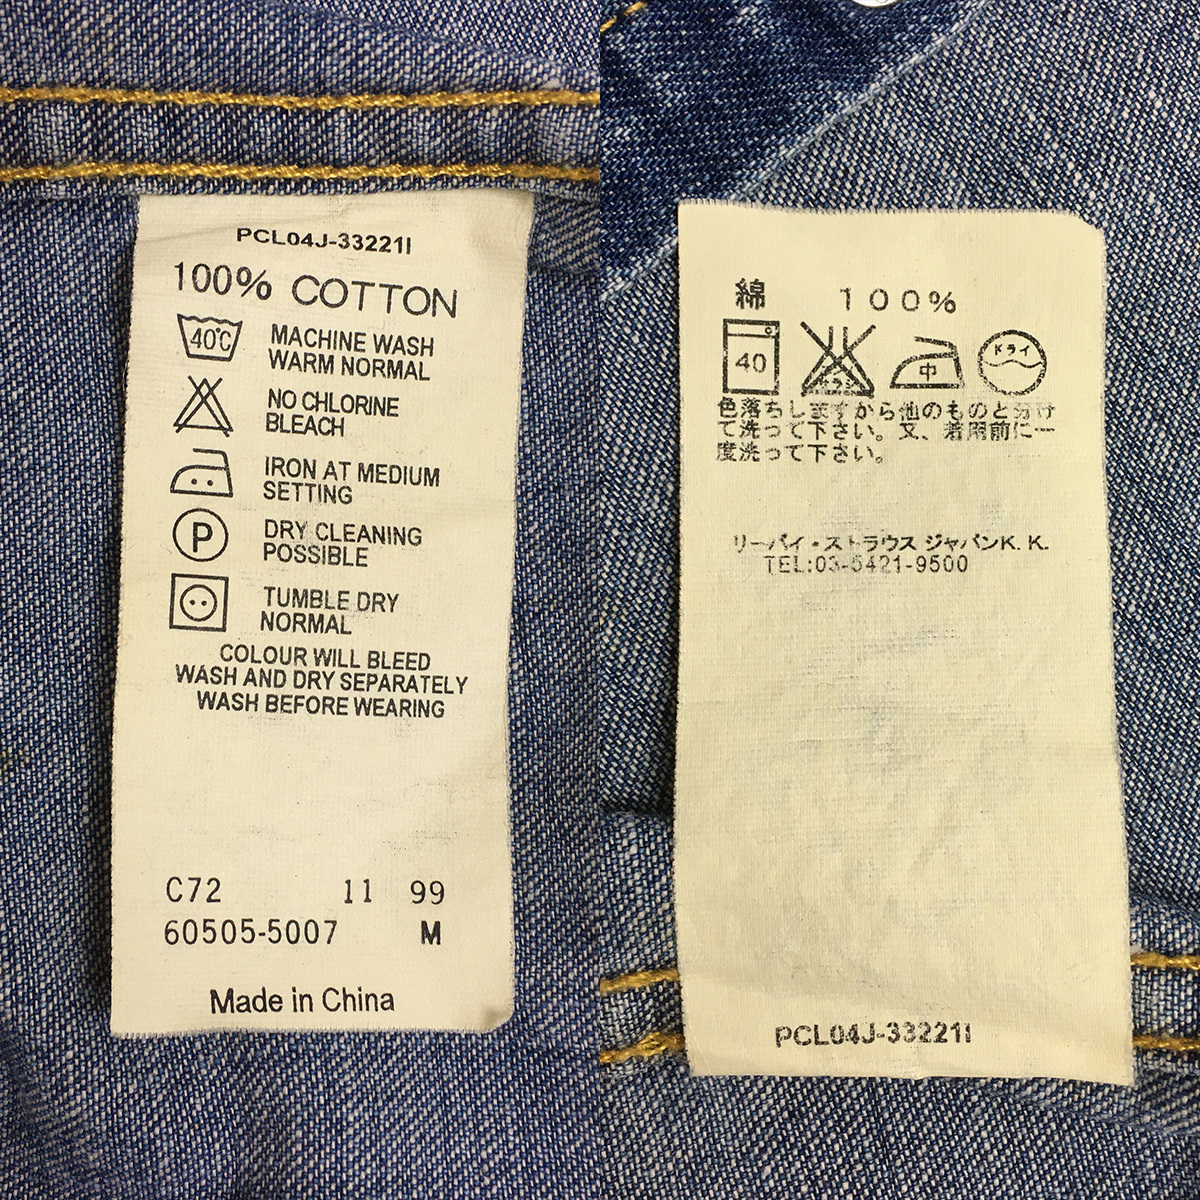 PCL04J-33221I
100% COTTON
40℃
MACHINE WASH
WARM NORMAL
NO CHLORINE
BLEACH
IRON AT MEDIUM
SETTING
P
DRY CLEANING
POSSIBLE
TUMBLE DRY
NORMAL
COLOUR WILL BLEED
WASH AND DRY SEPARATELY
WASH BEFORE WEARING
C72 11 99
60505-5007 M
Made in China
綿 100%
40 中 ドライ
色落ちしますから他のものと分け
て洗って下さい。又、着用前に一
度洗って下さい。
リーバイ・ストラウス ジャパンK.K.
TEL:03-5421-9500
PCL04J-33221I